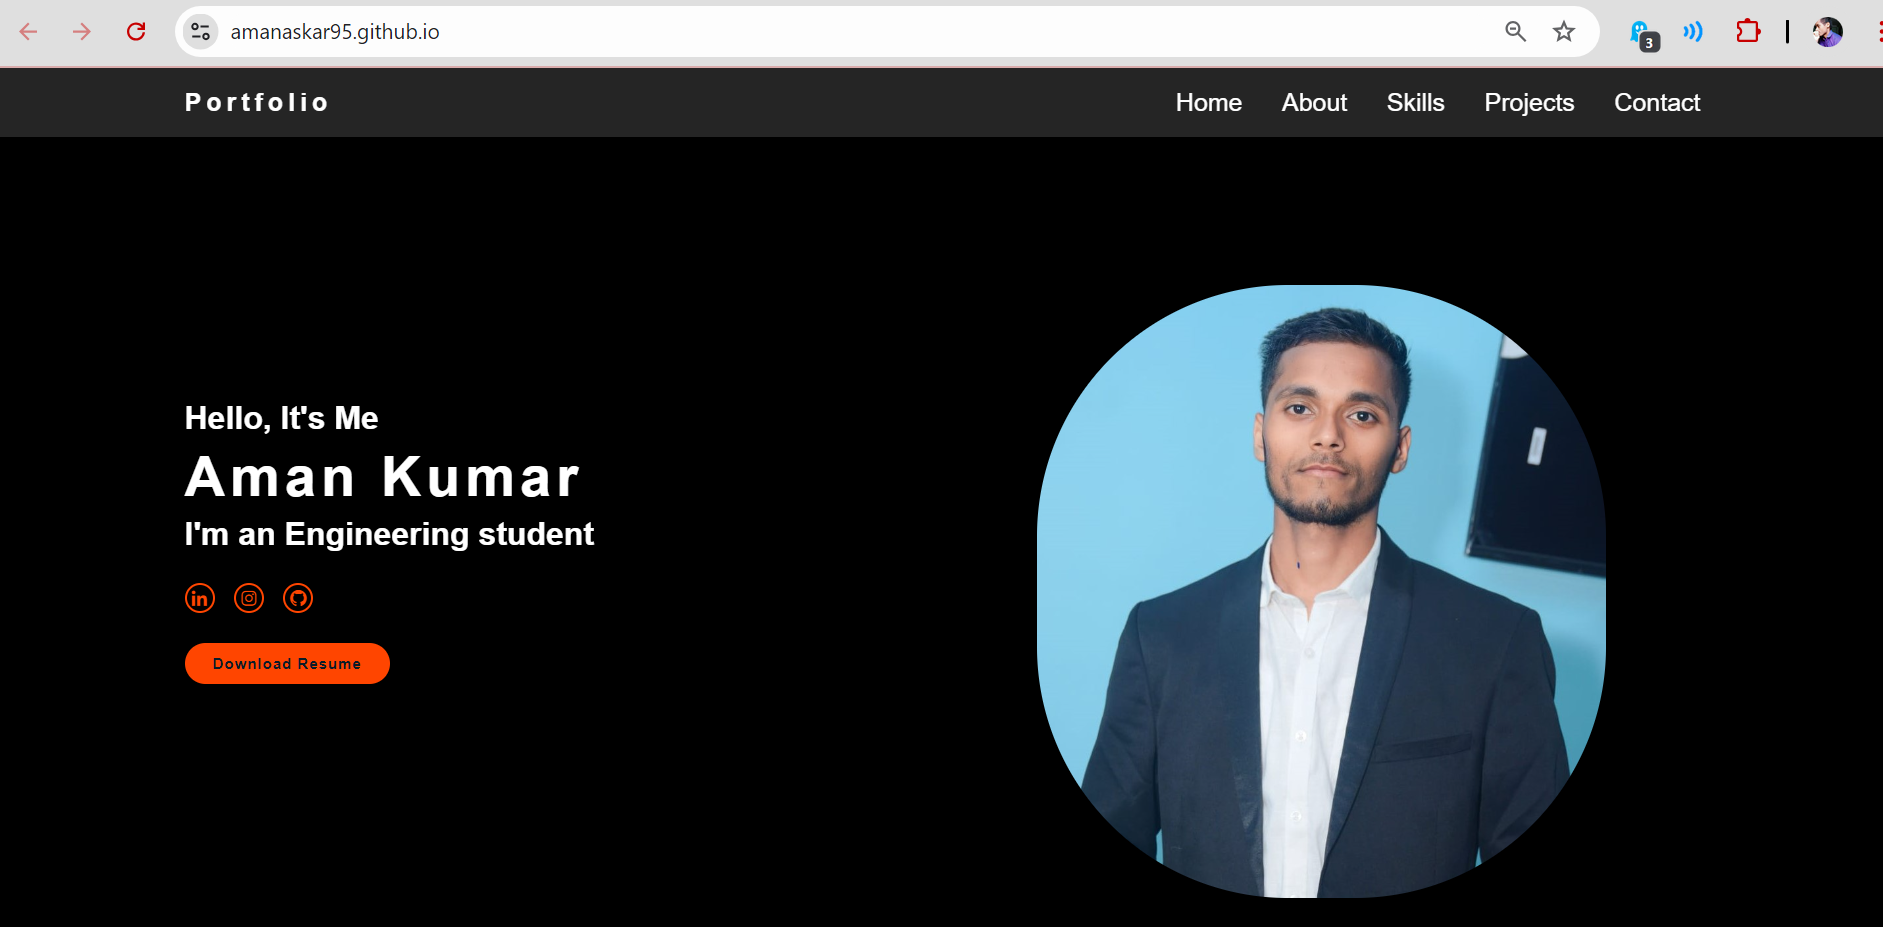 amanaskar95.github.io
3
Portfolio
Home
About
Skills
Projects
Contact
Hello, It's Me
Aman Kumar
I'm an Engineering student
in
Download Resume